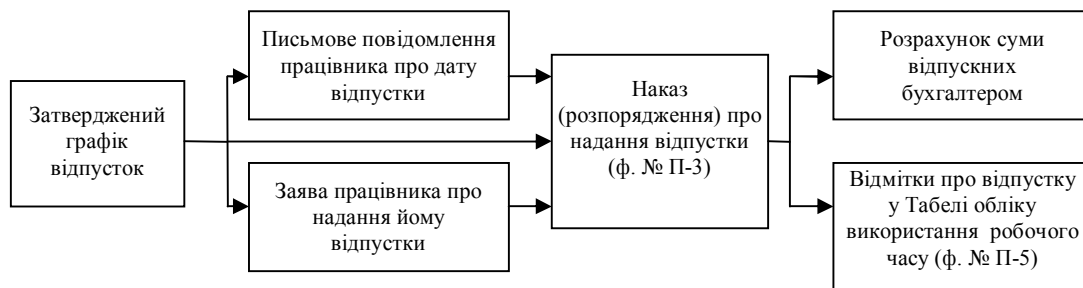 Затверджений
графік
відпусток
Письмове повідомлення
працівника про дату
відпустки
Заява працівника про
надання йому
відпустки
Наказ
(розпорядження) про
надання відпустки
(ф. № П-3)
Розрахунок суми
відпускних
бухгалтером
Відмітки про відпустку
у Табелі обліку
використання робочого
часу (ф. № П-5)